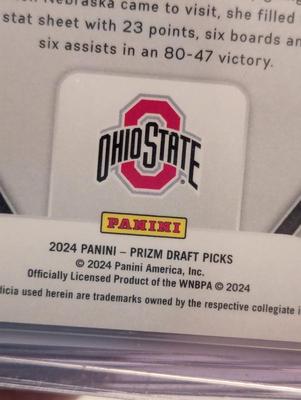 Nebraska came to visit, she filled
stat sheet with 23 points, six boards an
six assists in an 80-47 victory.
OHIO STATE
®
PANINI
2024 PANINI – PRIZM DRAFT PICKS
© 2024 Panini America, Inc.
Officially Licensed Product of the WNBPA © 2024
dicia used herein are trademarks owned by the respective collegiate i